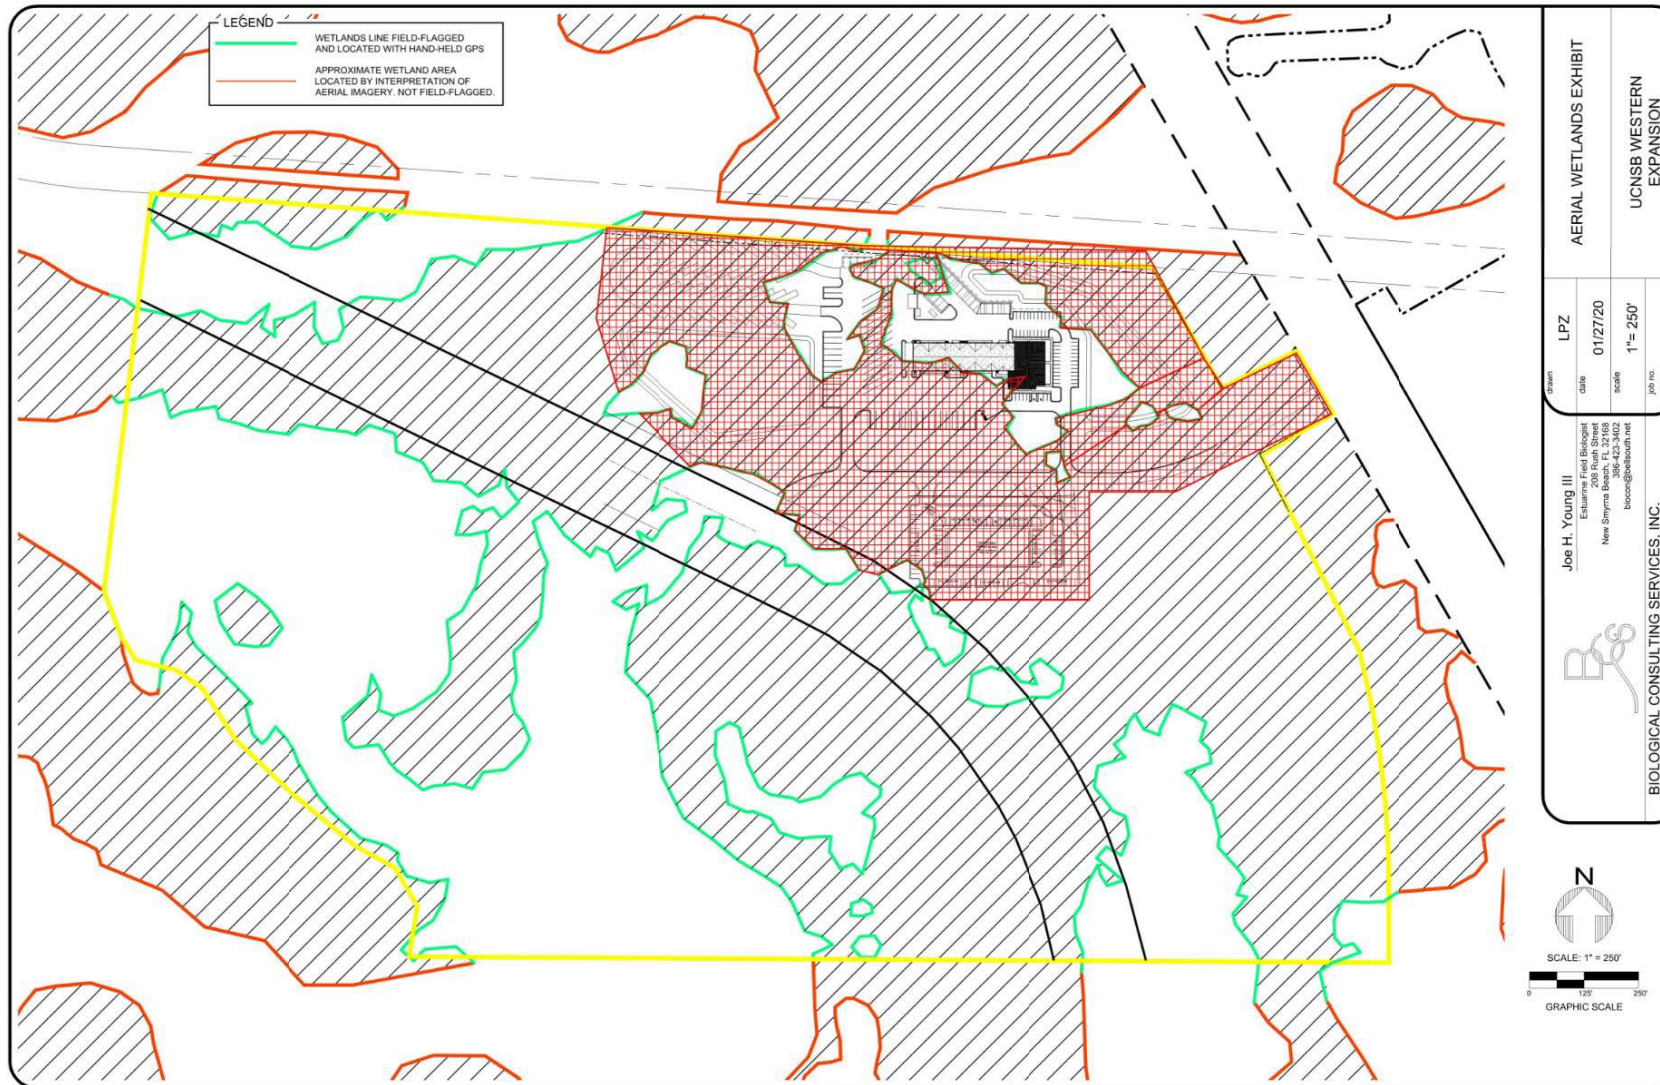 LEGEND
WETLANDS LINE FIELD-FLAGGED
AND LOCATED WITH HAND-HELD GPS
APPROXIMATE WETLAND AREA
LOCATED BY INTERPRETATION OF
AERIAL IMAGERY. NOT FIELD-FLAGGED.
AERIAL WETLANDS EXHIBIT
UCNSB WESTERN
EXPANSION
drawn
LPZ
date
01/27/20
scale
1"= 250'
job no.
Joe H. Young III
Estuarine Field Biologist
208 Rush Street
New Smyrna Beach, FL 32168
386-423-3402
biocon@bellsouth.net
BCS
BIOLOGICAL CONSULTING SERVICES, INC.
N
SCALE: 1" = 250'
0 125' 250'
GRAPHIC SCALE